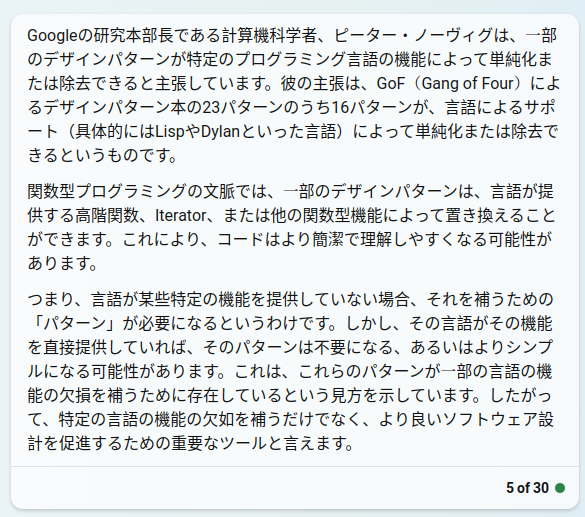 Googleの研究本部長である計算機科学者、ピーター・ノーヴィグは、一部
のデザインパターンが特定のプログラミング言語の機能によって単純化ま
たは除去できると主張しています。彼の主張は、GoF（Gang of Four）によ
るデザインパターン本の23パターンのうち16パターンが、言語によるサポ
ート（具体的にはLispやDylanといった言語）によって単純化または除去で
きるというものです。
関数型プログラミングの文脈では、一部のデザインパターンは、言語が提
供する高階関数、Iterator、または他の関数型機能によって置き換えること
ができます。これにより、コードはより簡潔で理解しやすくなる可能性が
あります。
つまり、言語が某些特定の機能を提供していない場合、それを補うための
「パターン」が必要になるというわけです。しかし、その言語がその機能
を直接提供していれば、そのパターンは不要になる、あるいはよりシンプ
ルになる可能性があります。これは、これらのパターンが一部の言語の機
能の欠損を補うために存在しているという見方を示しています。したがっ
て、特定の言語の機能の欠如を補うだけでなく、より良いソフトウェア設
計を促進するための重要なツールと言えます。
5 of 30